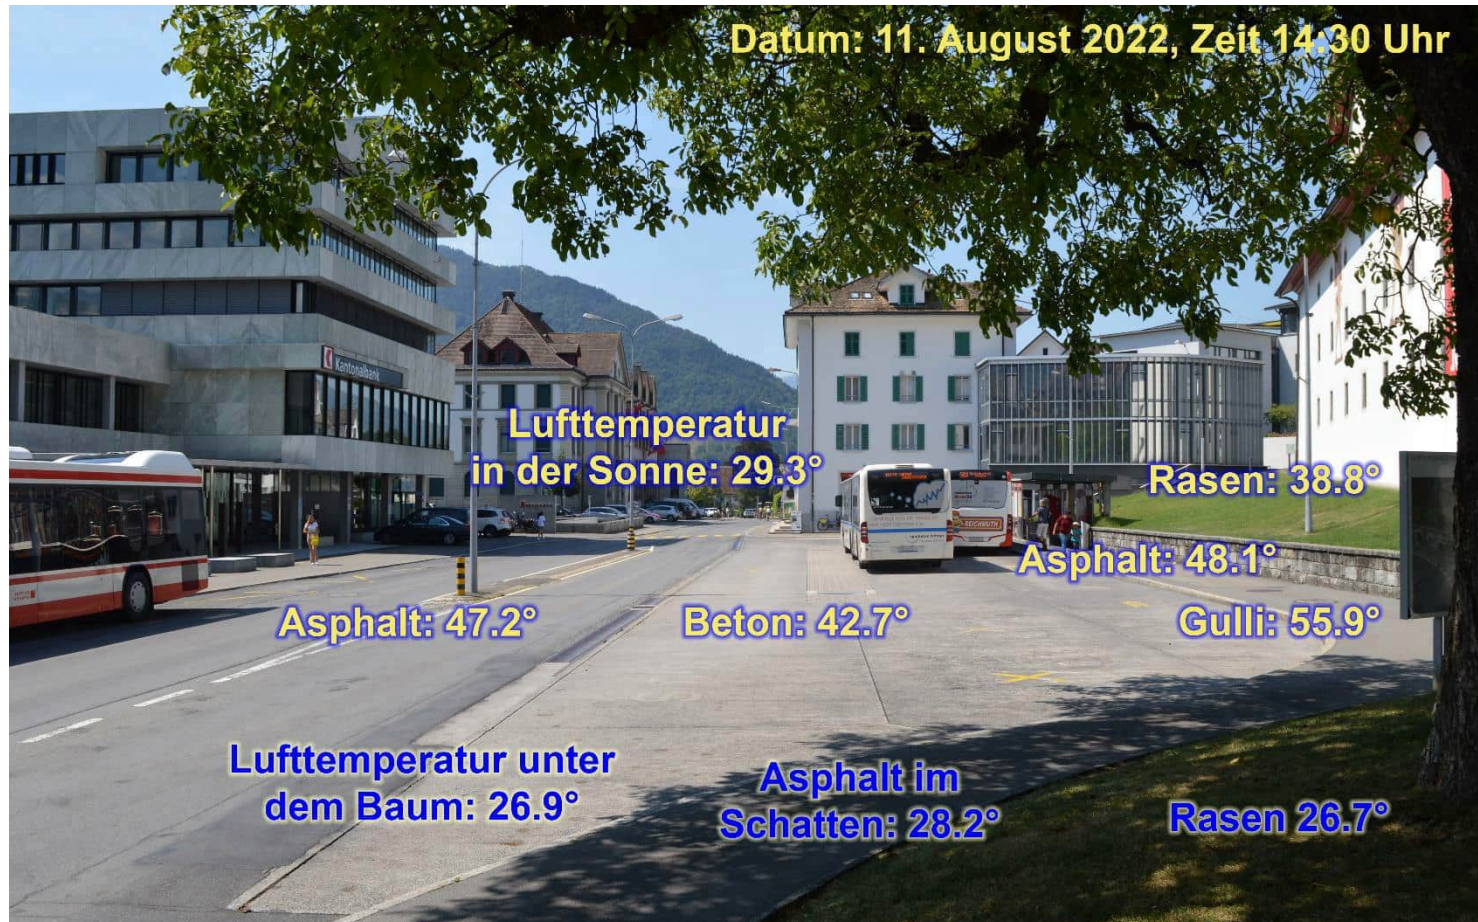 Datum: 11. August 2022, Zeit 14:30 Uhr
Kantonalbank
Lufttemperatur
in der Sonne: 29.3°
Rasen: 38.8°
REICHMUTH
Asphalt: 48.1°
Asphalt: 47.2°
Beton: 42.7°
Gulli: 55.9°
Lufttemperatur unter
dem Baum: 26.9°
Asphalt im
Schatten: 28.2°
Rasen 26.7°